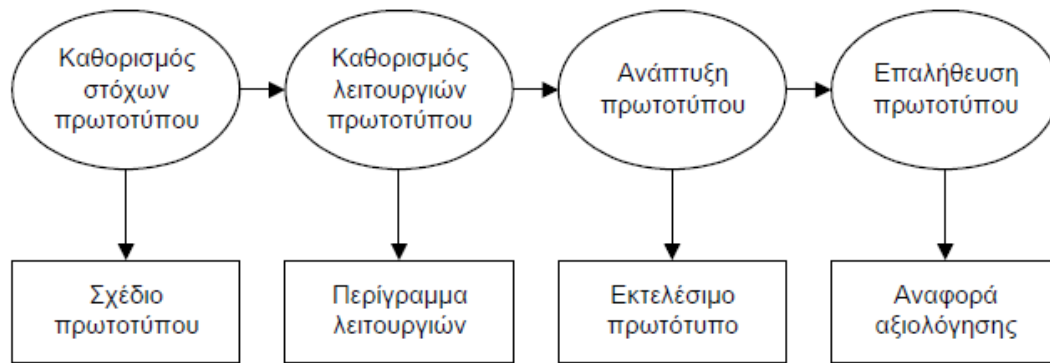 Καθορισμός
στόχων
πρωτοτύπου
Καθορισμός
λειτουργιών
πρωτοτύπου
Ανάπτυξη
πρωτοτύπου
Επαλήθευση
πρωτοτύπου
Σχέδιο
πρωτοτύπου
Περίγραμμα
λειτουργιών
Εκτελέσιμο
πρωτότυπο
Αναφορά
αξιολόγησης